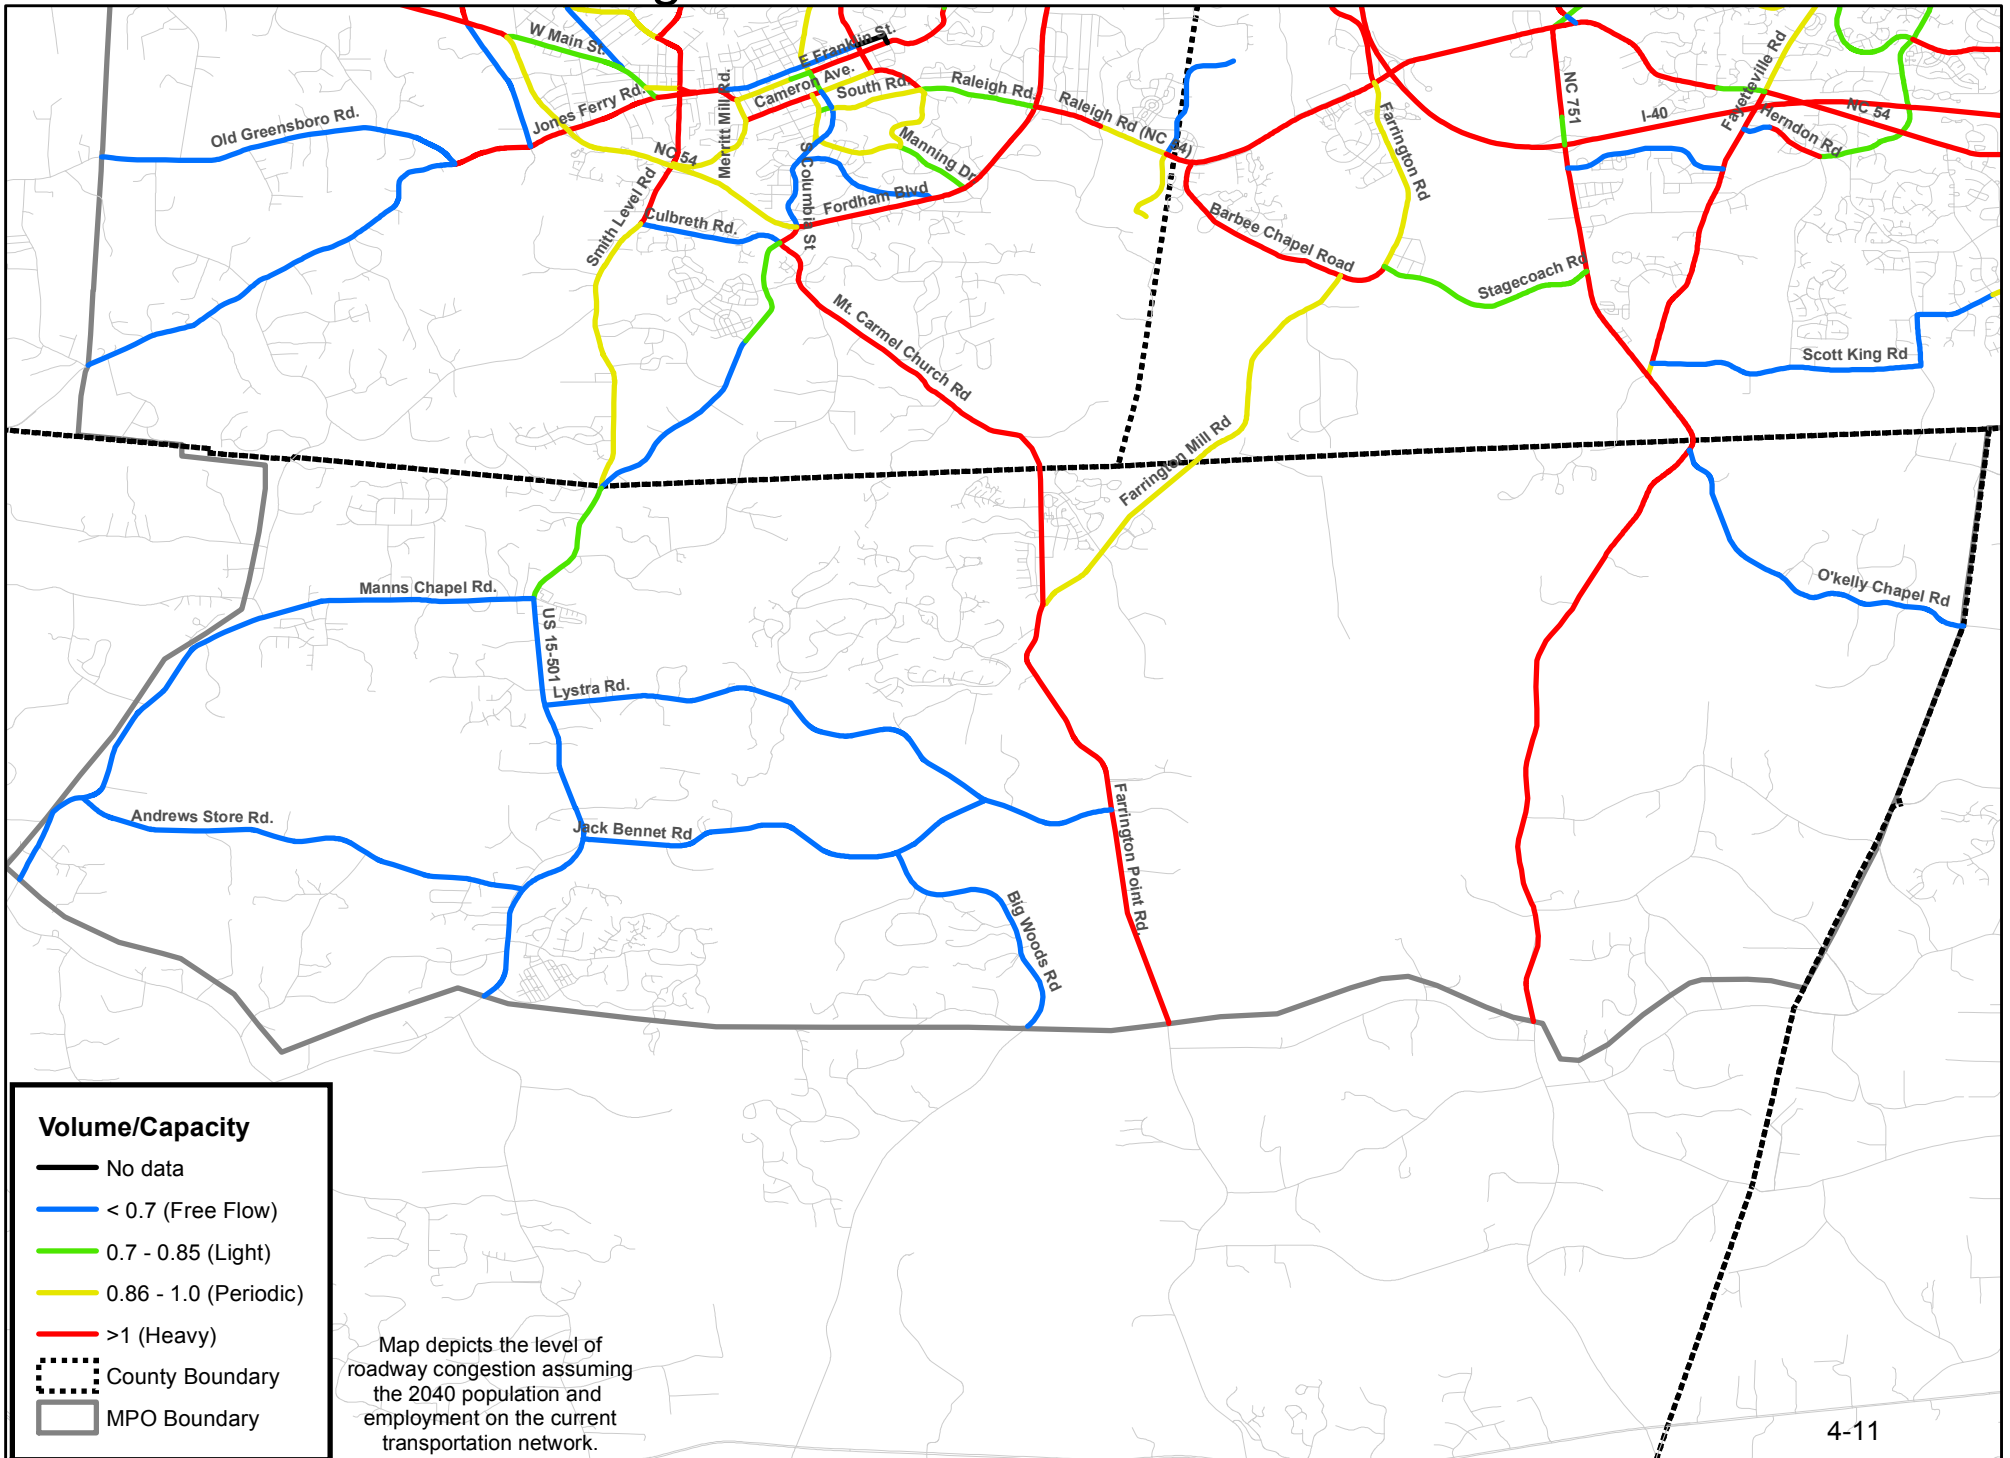 W Main St.
E Franklin St.
Cameron Ave.
South Rd.
Raleigh Rd.
Jones Ferry Rd.
Merritt Mill Rd.
Old Greensboro Rd.
NC 54
Manning Dr
S Columbia St
Fordham Blvd
Smith Level Rd
Culbreth Rd.
Raleigh Rd (NC 54)
Farrington Rd
NC 751
I-40
Fayetteville Rd
NC 54
Herndon Rd
Barbee Chapel Road
Stagecoach Rd
Scott King Rd
Mt. Carmel Church Rd
Farrington Mill Rd
O'kelly Chapel Rd
Manns Chapel Rd.
US 15-501
Lystra Rd.
Andrews Store Rd.
Jack Bennet Rd
Farrington Point Rd.
Big Woods Rd
Volume/Capacity
No data
< 0.7 (Free Flow)
0.7 - 0.85 (Light)
0.86 - 1.0 (Periodic)
>1 (Heavy)
County Boundary
MPO Boundary
Map depicts the level of
roadway congestion assuming
the 2040 population and
employment on the current
transportation network.
4-11